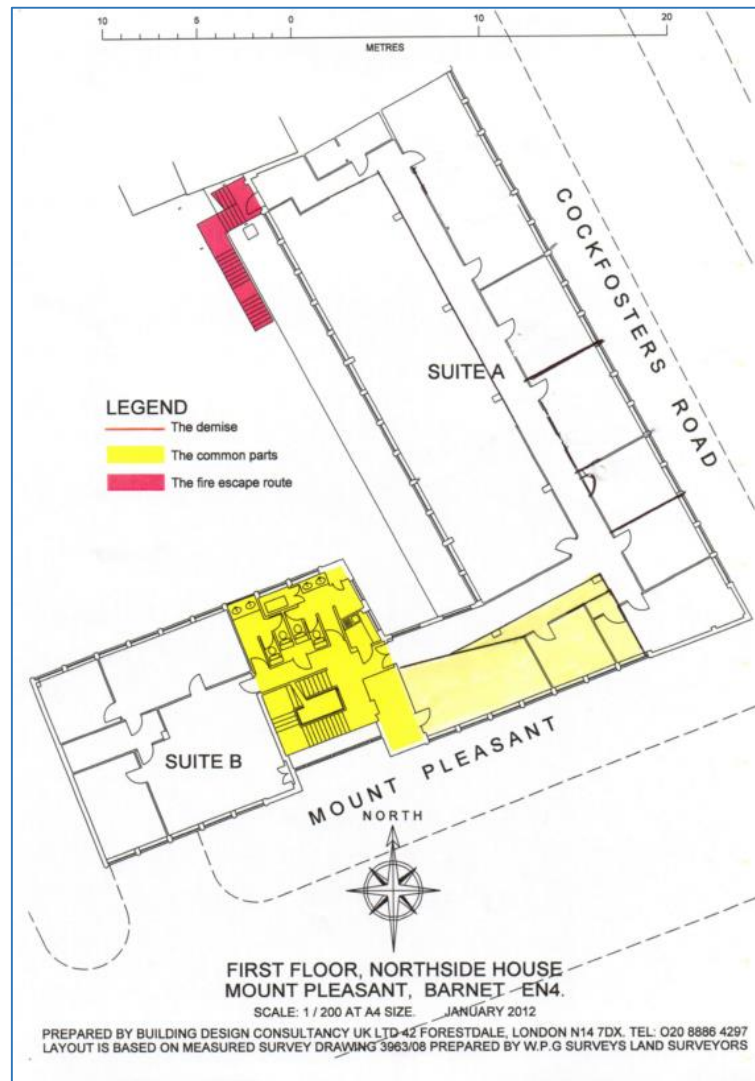 10 0 10 20
METRES
COCKFOSTERS ROAD
SUITE A
LEGEND
The demise
The common parts
The fire escape route
SUITE B
MOUNT PLEASANT
NORTH
FIRST FLOOR, NORTHSIDE HOUSE
MOUNT PLEASANT, BARNET EN4.
SCALE: 1 / 200 AT A4 SIZE. JANUARY 2012
PREPARED BY BUILDING DESIGN CONSULTANCY UK LTD 42 FORESTDALE, LONDON N14 7DX. TEL: O20 8886 4297
LAYOUT IS BASED ON MEASURED SURVEY DRAWING 3963/08 PREPARED BY W.P.G SURVEYS LAND SURVEYORS